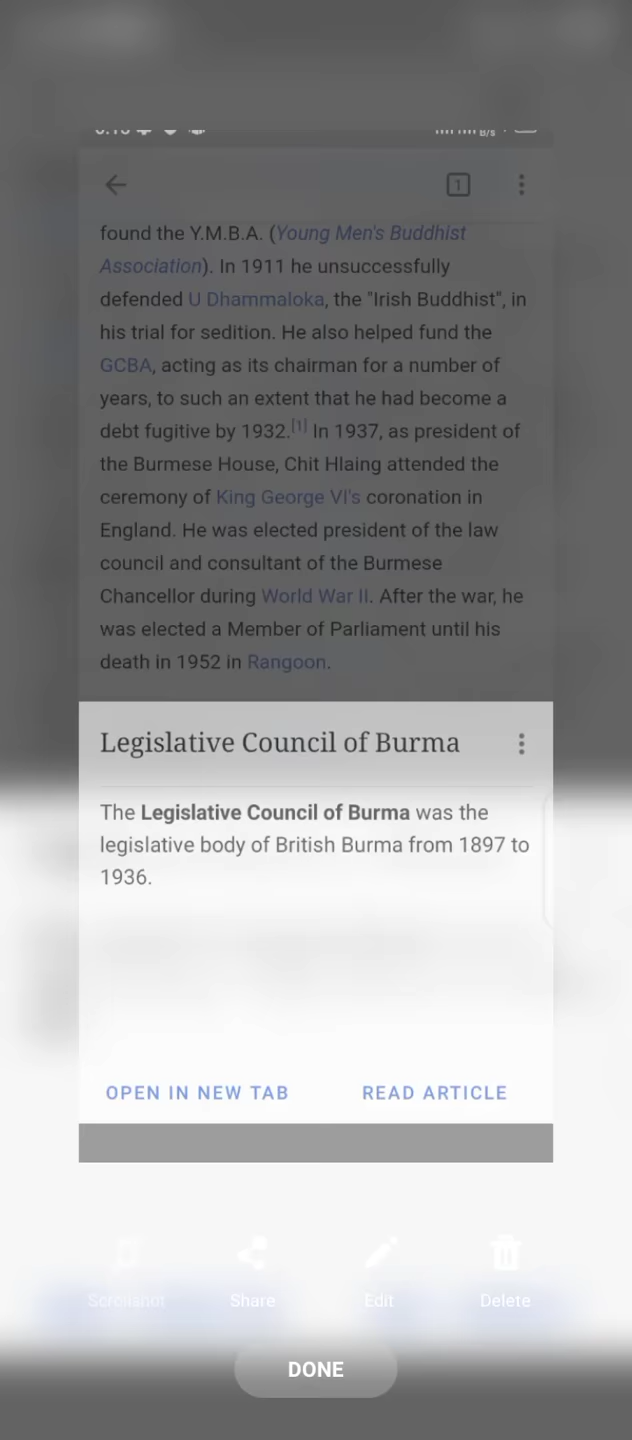 found the Y.M.B.A. (Young Men's Buddhist
Association). In 1911 he unsuccessfully
defended U Dhammaloka, the "Irish Buddhist", in
his trial for sedition. He also helped fund the
GCBA, acting as its chairman for a number of
years, to such an extent that he had become a
debt fugitive by 1932.[1] In 1937, as president of
the Burmese House, Chit Hlaing attended the
ceremony of King George VI's coronation in
England. He was elected president of the law
council and consultant of the Burmese
Chancellor during World War II. After the war, he
was elected a Member of Parliament until his
death in 1952 in Rangoon.
Legislative Council of Burma
The Legislative Council of Burma was the
legislative body of British Burma from 1897 to
1936.
OPEN IN NEW TAB READ ARTICLE
Share Edit Delete
DONE